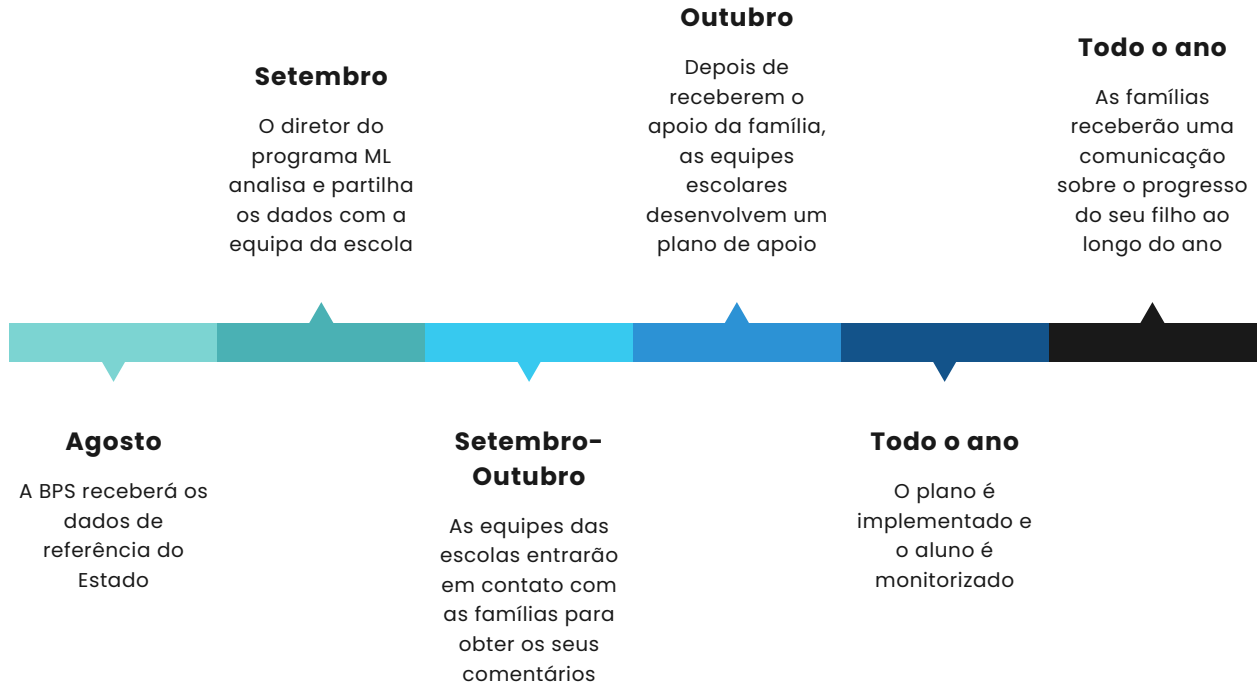 Agosto
A BPS receberá os
dados de
referência do
Estado
Setembro
O diretor do
programa ML
analisa e partilha
os dados com a
equipa da escola
Setembro-
Outubro
As equipes das
escolas entrarão
em contato com
as famílias para
obter os seus
comentários
Outubro
Depois de
receberem o
apoio da família,
as equipes
escolares
desenvolvem um
plano de apoio
Todo o ano
O plano é
implementado e
o aluno é
monitorizado
Todo o ano
As famílias
receberão uma
comunicação
sobre o progresso
do seu filho ao
longo do ano